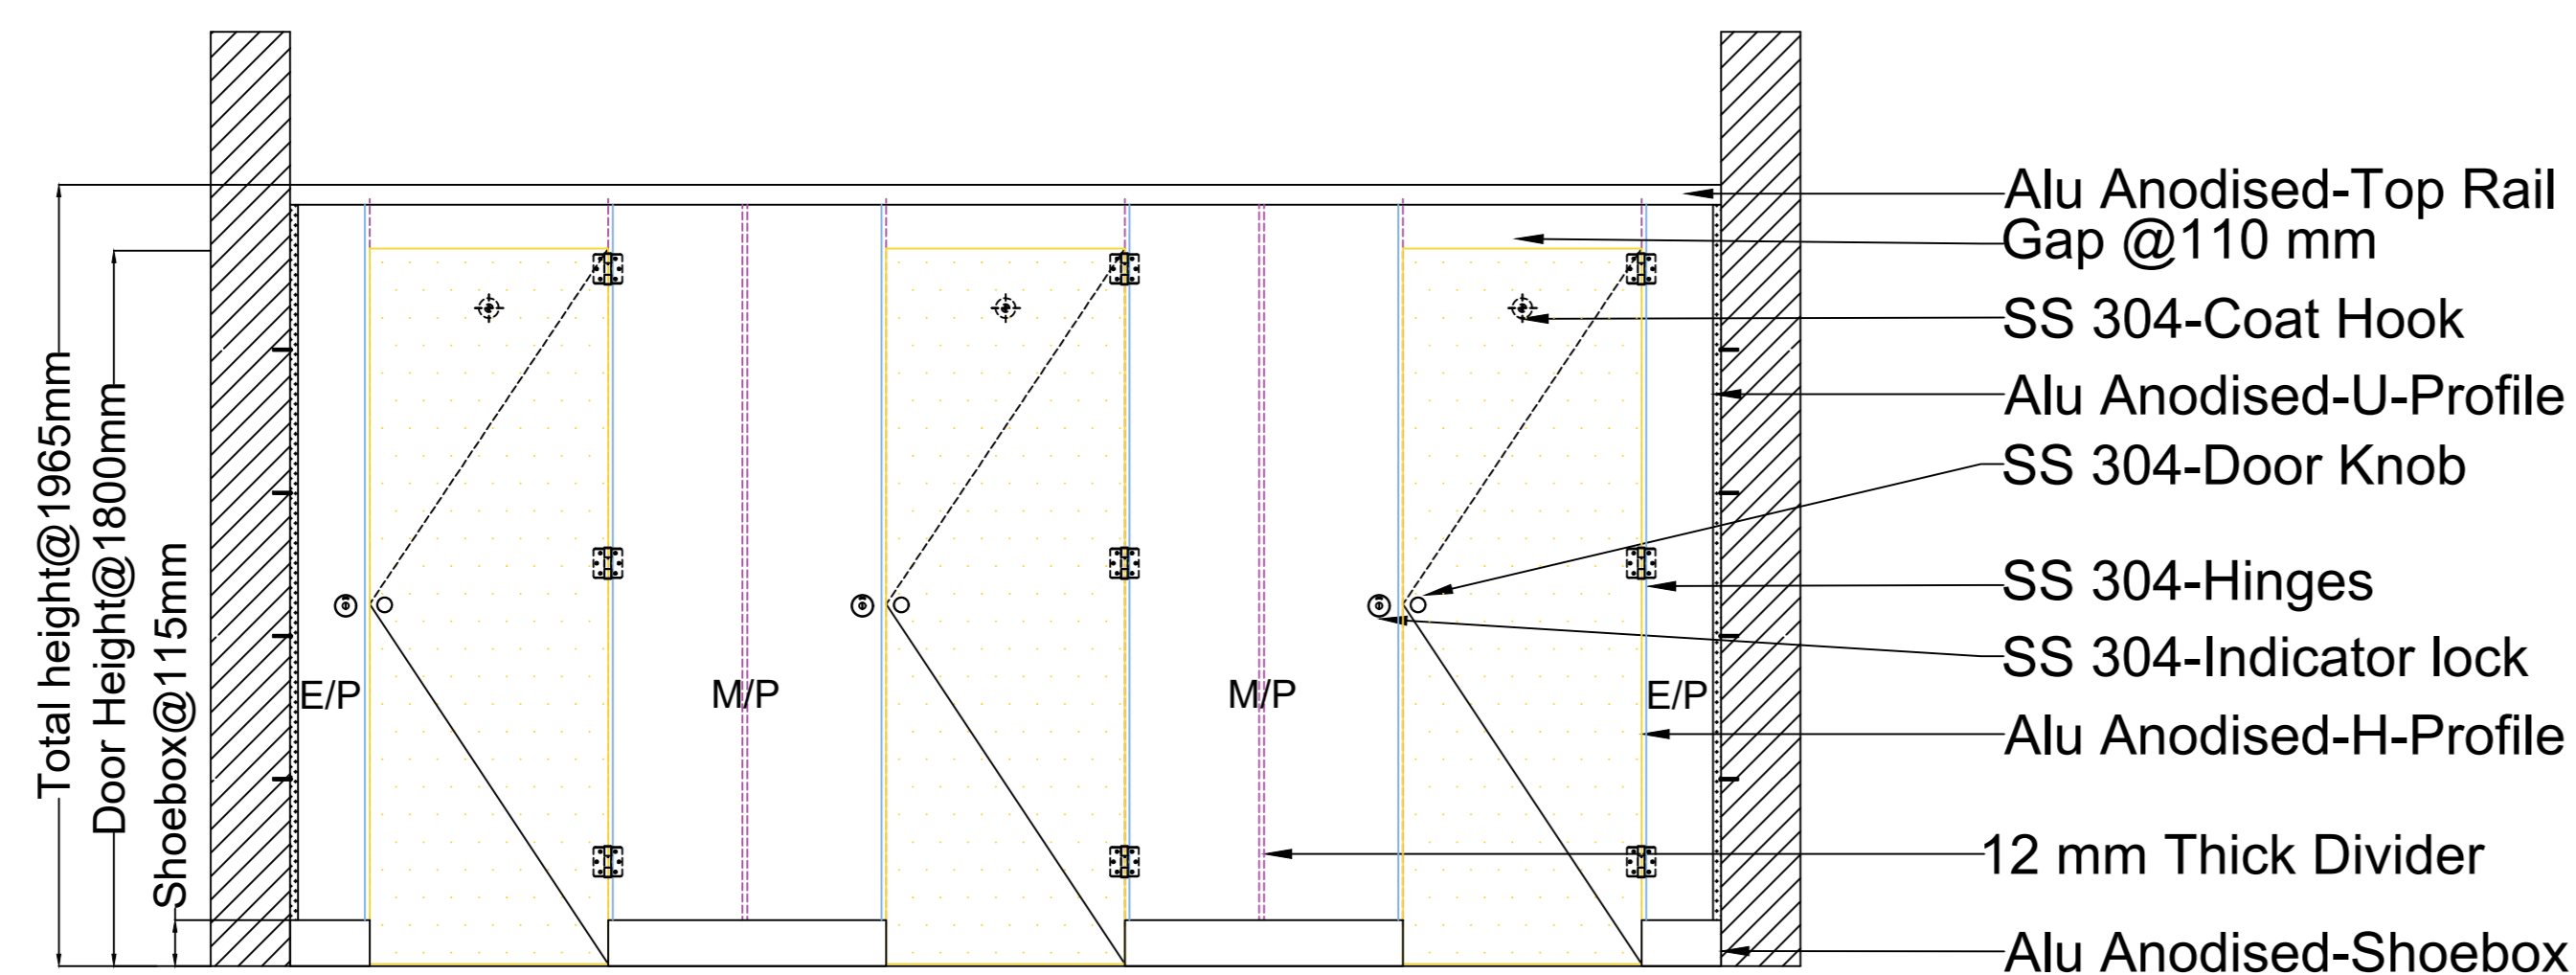 Total height@1965mm
Door Height@1800mm
Shoebox@115mm
E/P
M/P
M/P
E/P
Alu Anodised-Top Rail
Gap @110 mm
SS 304-Coat Hook
Alu Anodised-U-Profile
SS 304-Door Knob
SS 304-Hinges
SS 304-Indicator lock
Alu Anodised-H-Profile
12 mm Thick Divider
Alu Anodised-Shoebox